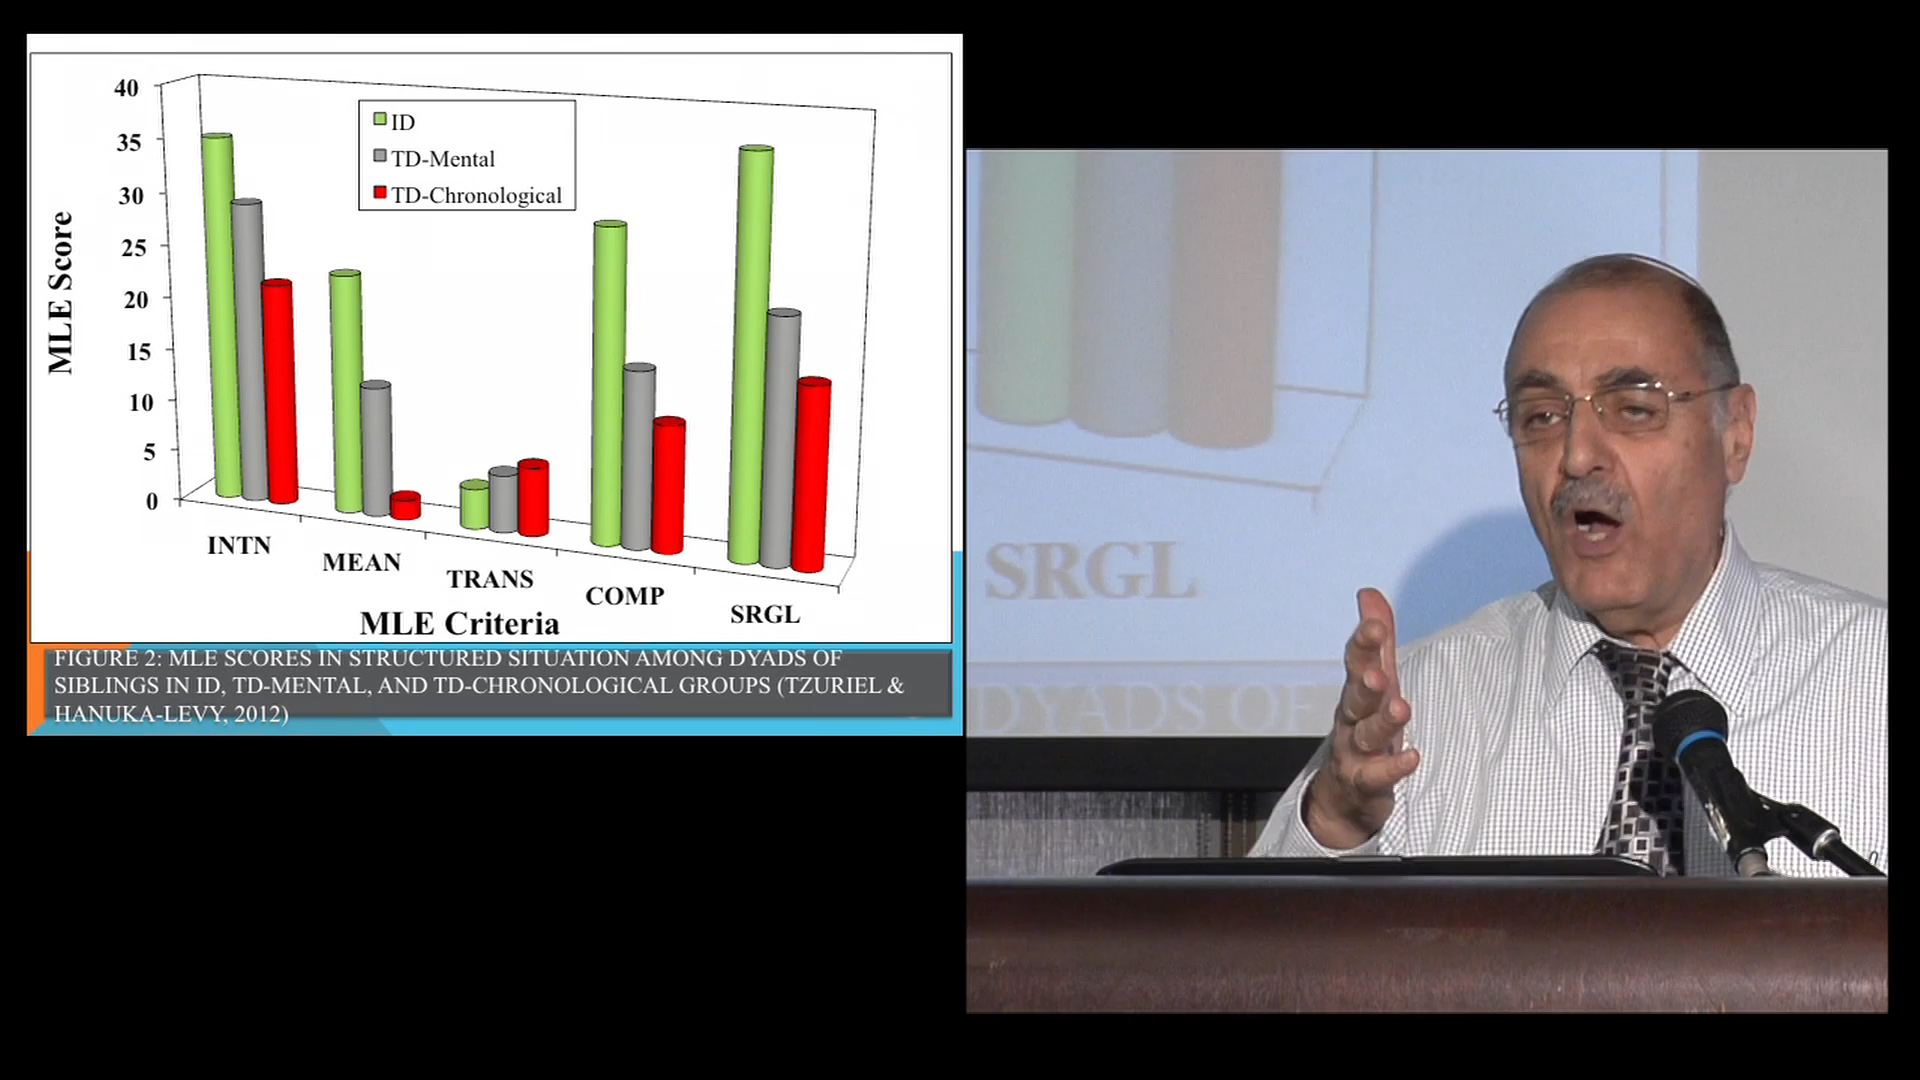 40
35
30
25
20
15
10
5
0
MLE Score
ID
TD-Mental
TD-Chronological
INTN
MEAN
TRANS
COMP
SRGL
MLE Criteria
FIGURE 2: MLE SCORES IN STRUCTURED SITUATION AMONG DYADS OF
SIBLINGS IN ID, TD-MENTAL, AND TD-CHRONOLOGICAL GROUPS (TZURIEL &
HANUKA-LEVY, 2012)
SRGL
DYADS OF